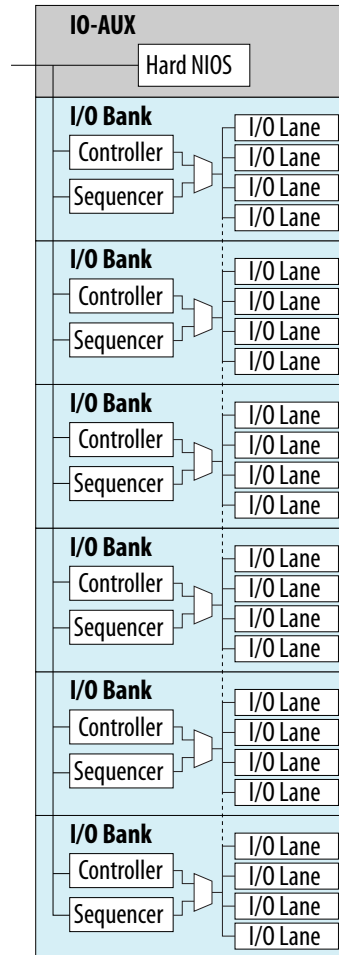 IO-AUX
Hard NIOS
I/O Bank
Controller
Sequencer
I/O Lane
I/O Lane
I/O Lane
I/O Lane
I/O Bank
Controller
Sequencer
I/O Lane
I/O Lane
I/O Lane
I/O Lane
I/O Bank
Controller
Sequencer
I/O Lane
I/O Lane
I/O Lane
I/O Lane
I/O Bank
Controller
Sequencer
I/O Lane
I/O Lane
I/O Lane
I/O Lane
I/O Bank
Controller
Sequencer
I/O Lane
I/O Lane
I/O Lane
I/O Lane
I/O Bank
Controller
Sequencer
I/O Lane
I/O Lane
I/O Lane
I/O Lane